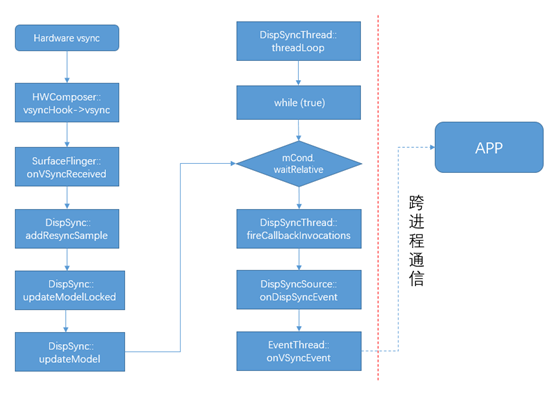 Hardware vsync
HWComposer::
vsyncHook->vsync
SurfaceFlinger::
onVSyncReceived
DispSync::
addResyncSample
DispSync::
updateModelLocked
DispSync::
updateModel
DispSyncThread::
threadLoop
while (true)
mCond.
waitRelative
DispSyncThread::
fireCallbackInvocations
DispSyncSource::
onDispSyncEvent
EventThread::
onVSyncEvent
跨进程通信
APP